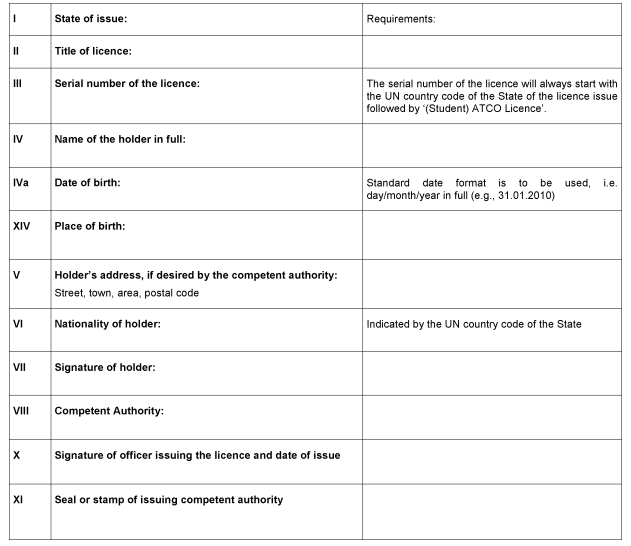 I State of issue: Requirements:
II Title of licence:
III Serial number of the licence: The serial number of the licence will always start with
the UN country code of the State of the licence issue
followed by ‘(Student) ATCO Licence’.
IV Name of the holder in full:
IVa Date of birth: Standard date format is to be used, i.e.
day/month/year in full (e.g., 31.01.2010)
XIV Place of birth:
V Holder’s address, if desired by the competent authority:
Street, town, area, postal code
VI Nationality of holder: Indicated by the UN country code of the State
VII Signature of holder:
VIII Competent Authority:
X Signature of officer issuing the licence and date of issue
XI Seal or stamp of issuing competent authority